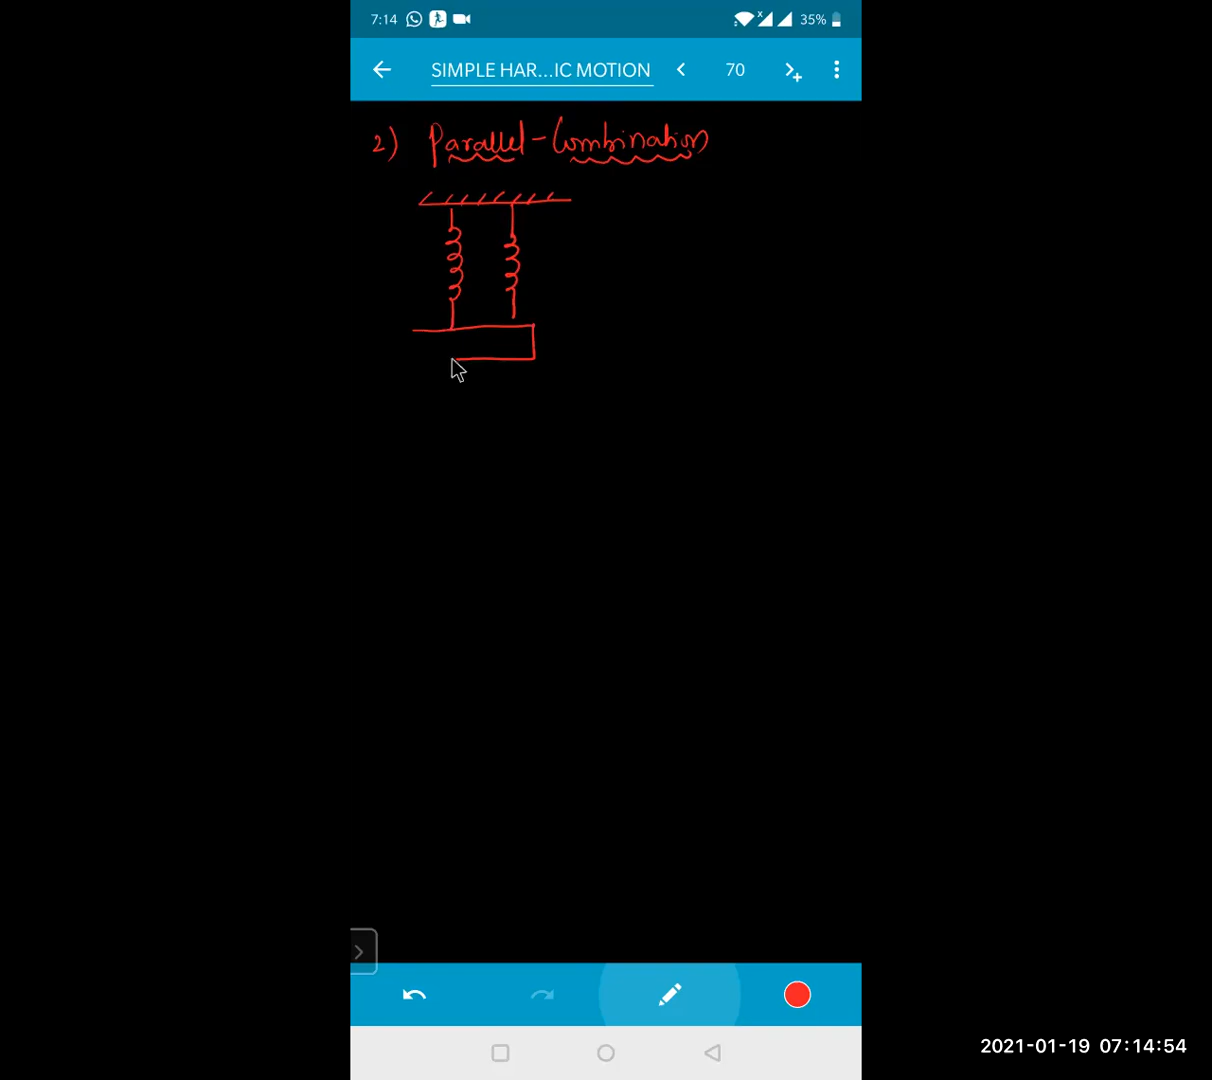 7:14 35%
SIMPLE HAR...IC MOTION 70
2) Parallel-Combination
2021-01-19 07:14:54